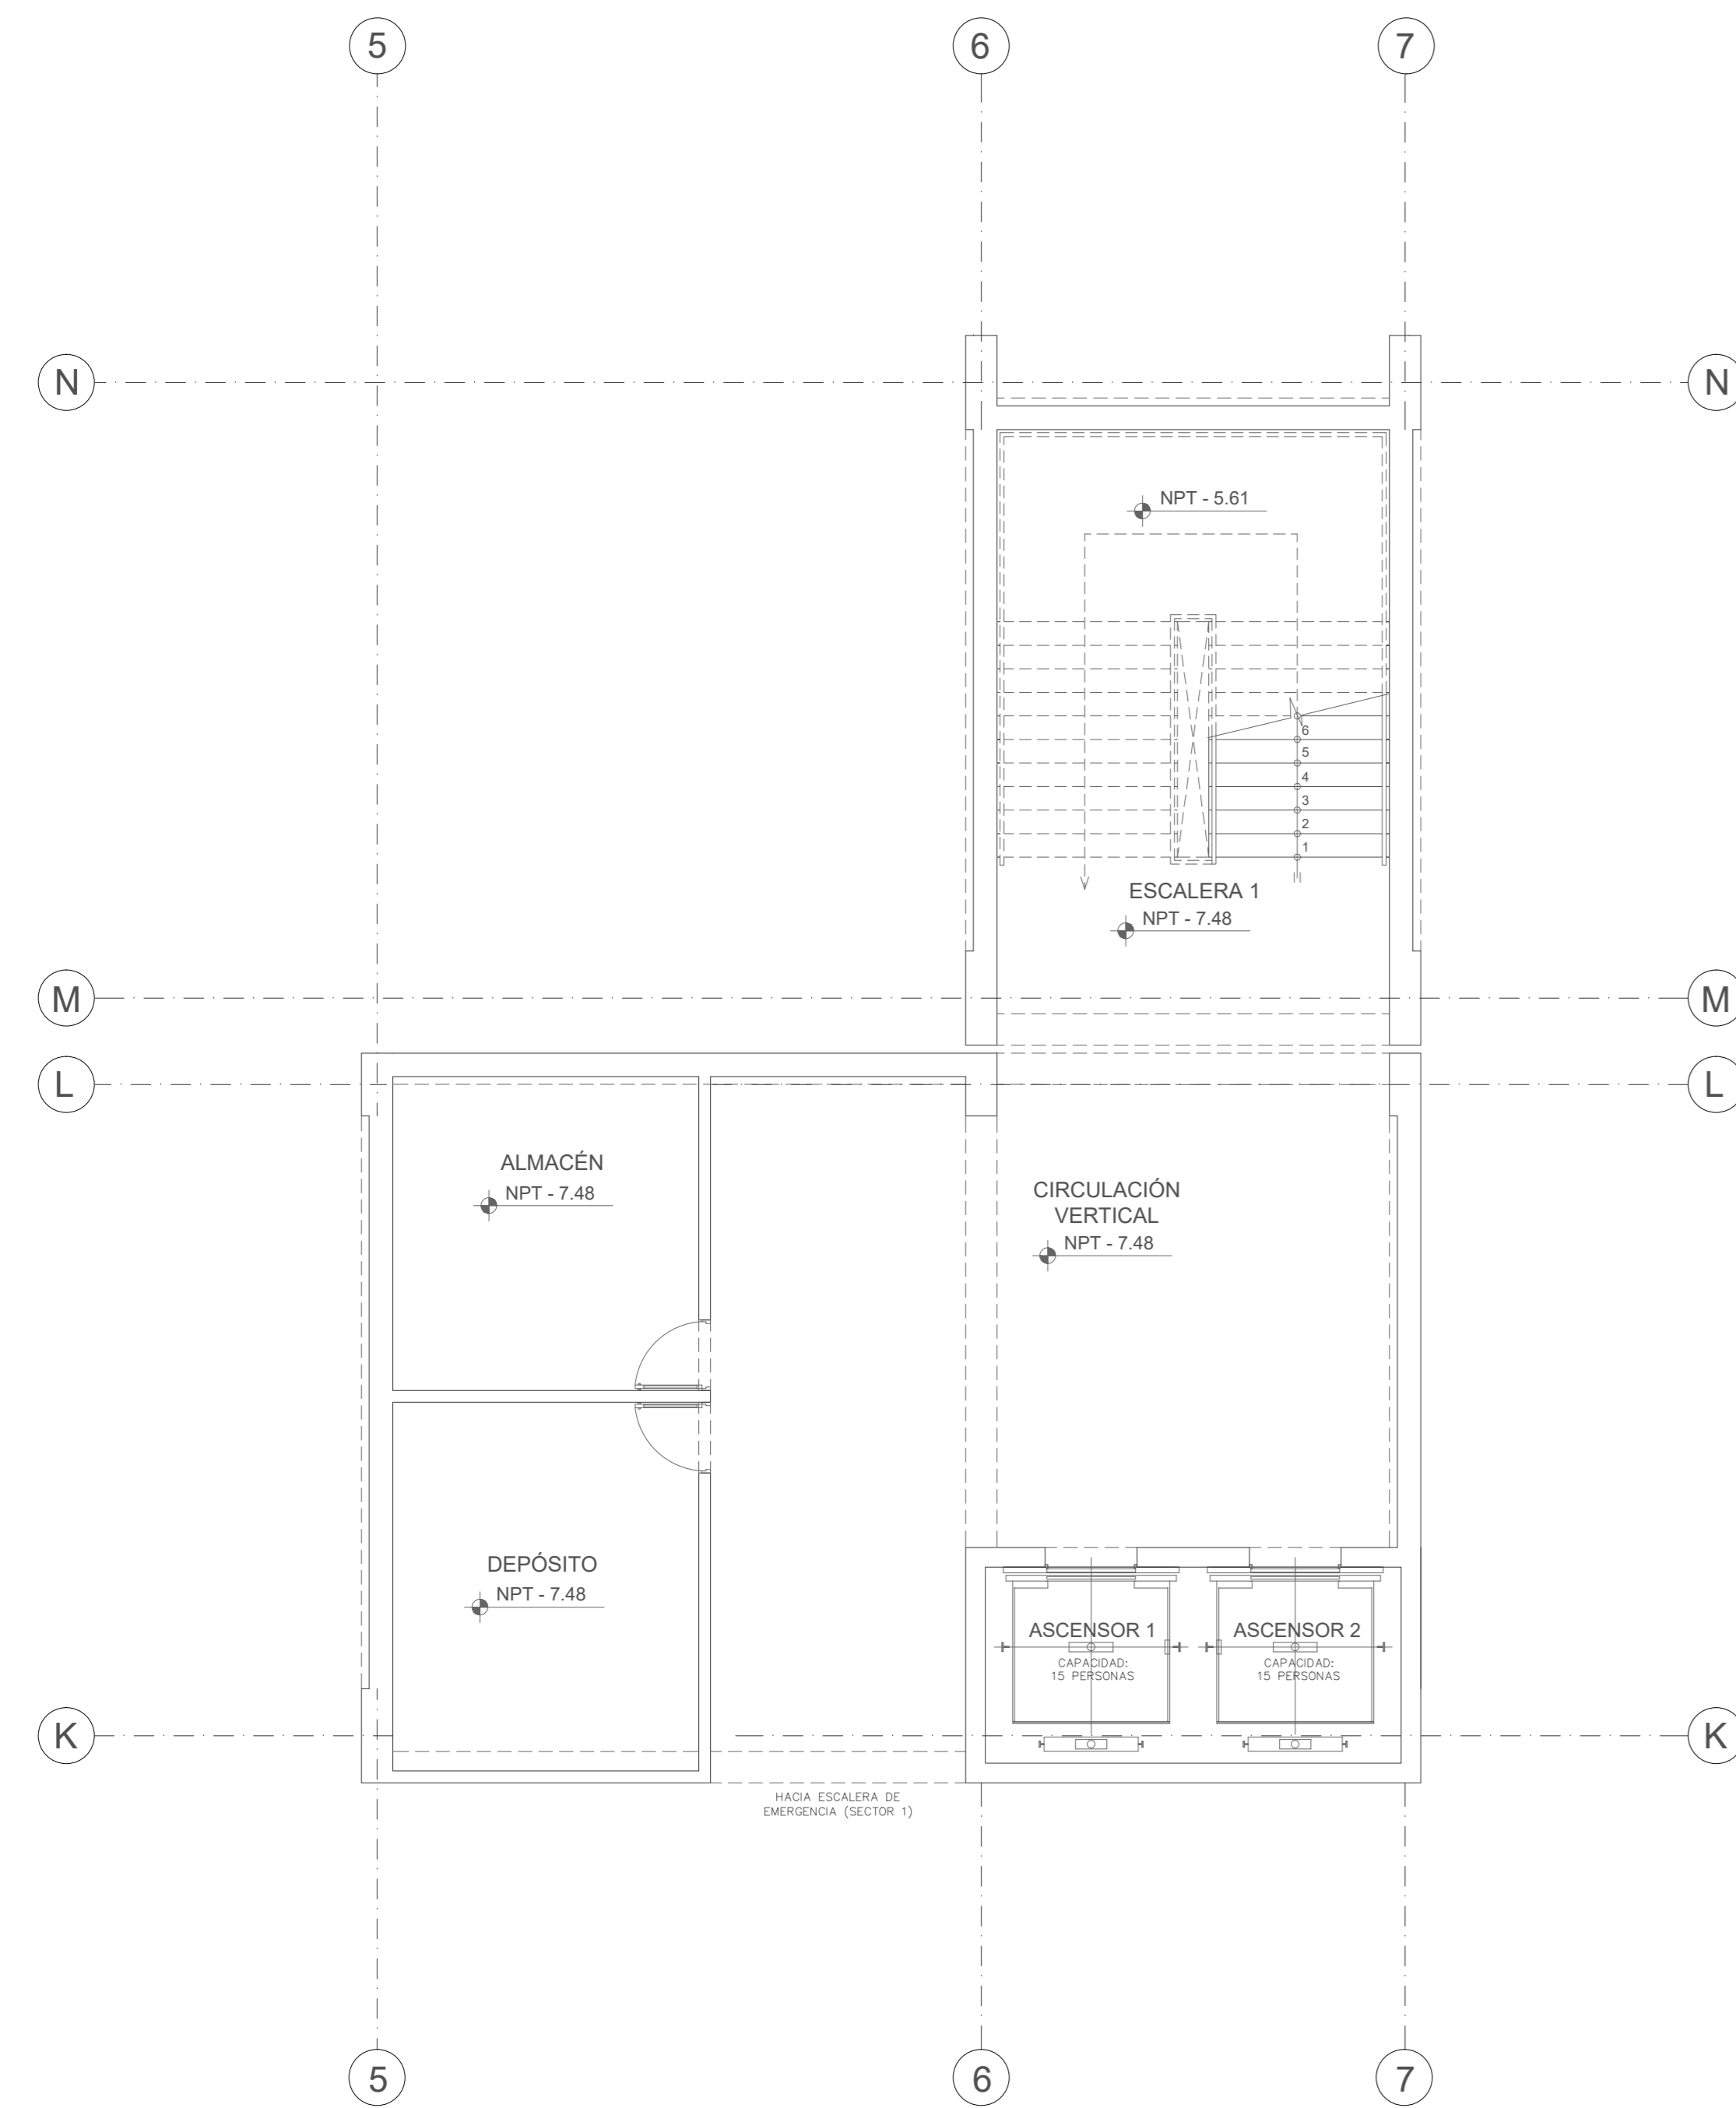 5
6
7
N
N
NPT - 5.61
6
5
4
3
2
1
ESCALERA 1
NPT - 7.48
M
M
L
L
ALMACÉN
NPT - 7.48
CIRCULACIÓN
VERTICAL
NPT - 7.48
DEPÓSITO
NPT - 7.48
ASCENSOR 1
CAPACIDAD:
15 PERSONAS
ASCENSOR 2
CAPACIDAD:
15 PERSONAS
K
K
HACIA ESCALERA DE
EMERGENCIA (SECTOR 1)
5
6
7